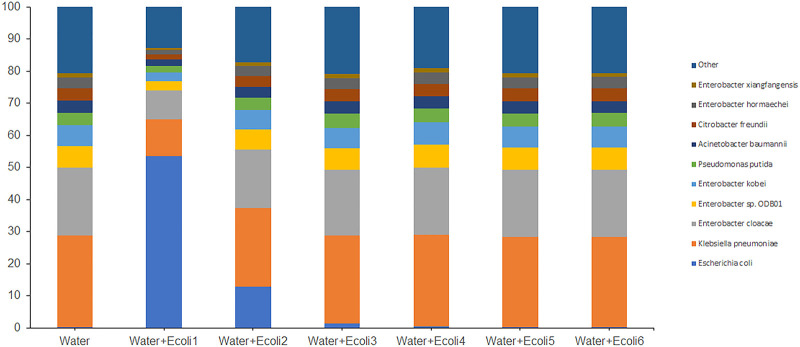 100
90
80
70
60
50
40
30
20
10
0
Water
Water+Ecoli1
Water+Ecoli2
Water+Ecoli3
Water+Ecoli4
Water+Ecoli5
Water+Ecoli6
Other
Enterobacter xiangfangensis
Enterobacter hormaechei
Citrobacter freundii
Acinetobacter baumannii
Pseudomonas putida
Enterobacter kobei
Enterobacter sp. ODB01
Enterobacter cloacae
Klebsiella pneumoniae
Escherichia coli